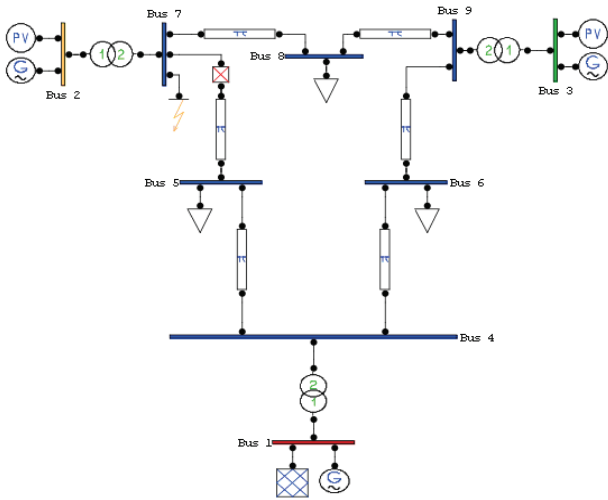 Bus 7
Bus 9
PV
1 2
π
π
2 1
PV
G
Bus 8
G
Bus 2
Bus 3
π
π
Bus 5
Bus 6
π
π
Bus 4
2
1
Bus 1
G